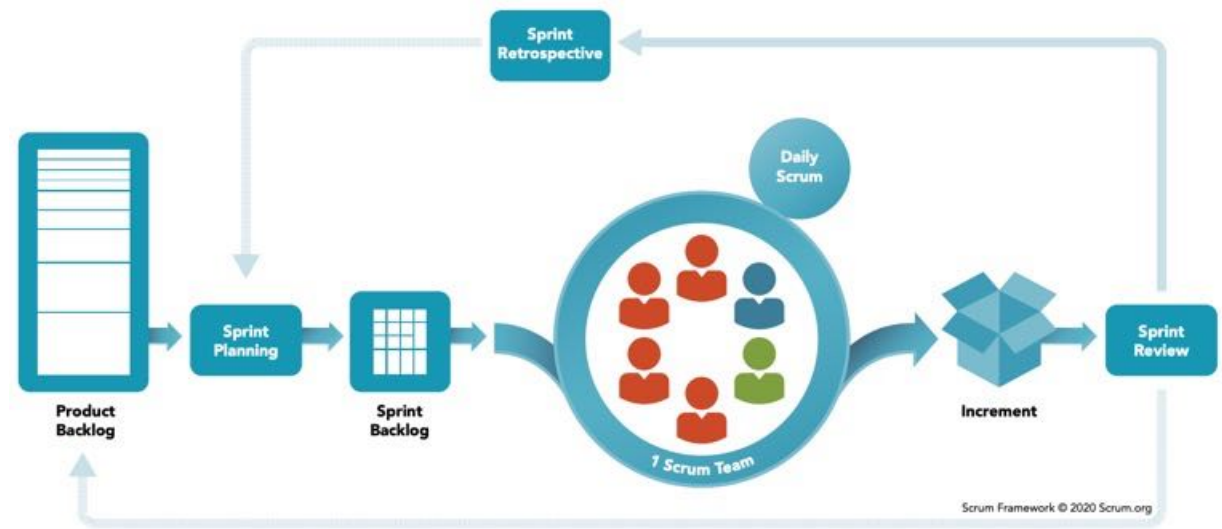 Sprint
Retrospective
Daily
Scrum
Sprint
Planning
Sprint
Review
Product
Backlog
Sprint
Backlog
Increment
1 Scrum Team
Scrum Framework © 2020 Scrum.org